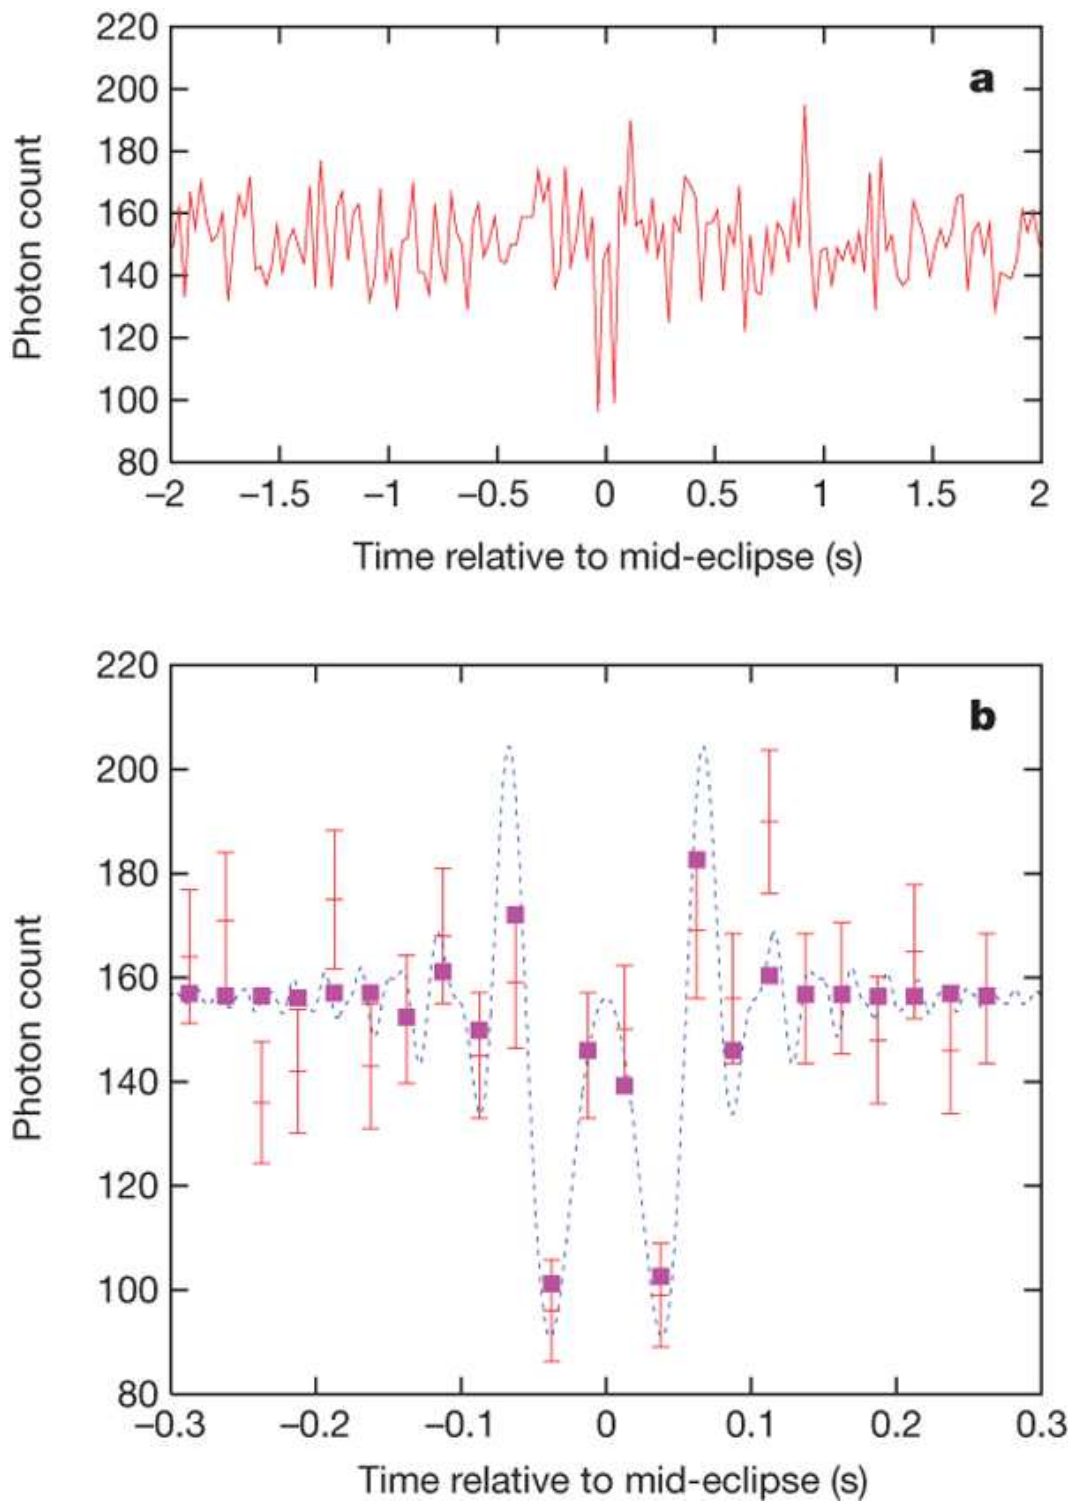 220
200
180
160
140
120
100
80
Photon count
a
−2 −1.5 −1 −0.5 0 0.5 1 1.5 2
Time relative to mid-eclipse (s)
220
200
180
160
140
120
100
80
Photon count
b
−0.3 −0.2 −0.1 0 0.1 0.2 0.3
Time relative to mid-eclipse (s)